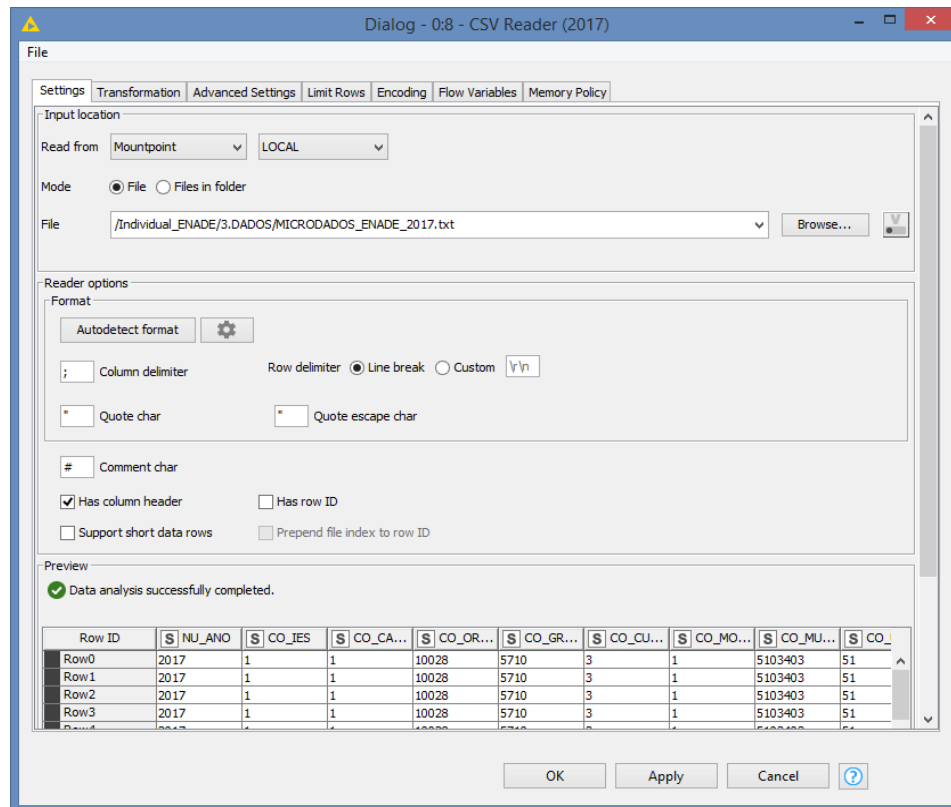 Dialog - 0:8 - CSV Reader (2017)
File
Settings Transformation Advanced Settings Limit Rows Encoding Flow Variables Memory Policy
Input location
Read from Mountpoint LOCAL
Mode File Files in folder
File /Individual_ENADE/3.DADOS/MICRODADOS_ENADE_2017.txt Browse... V
Reader options
Format
Autodetect format
; Column delimiter Row delimiter Line break Custom \r\n
" Quote char " Quote escape char
# Comment char
Has column header Has row ID
Support short data rows Prepend file index to row ID
Preview
Data analysis successfully completed.
Row ID S NU_ANO S CO_IES S CO_CA... S CO_OR... S CO_GR... S CO_CU... S CO_MO... S CO_MU... S CO_
Row0 2017 1 1 10028 5710 3 1 5103403 51
Row1 2017 1 1 10028 5710 3 1 5103403 51
Row2 2017 1 1 10028 5710 3 1 5103403 51
Row3 2017 1 1 10028 5710 3 1 5103403 51
OK Apply Cancel ?